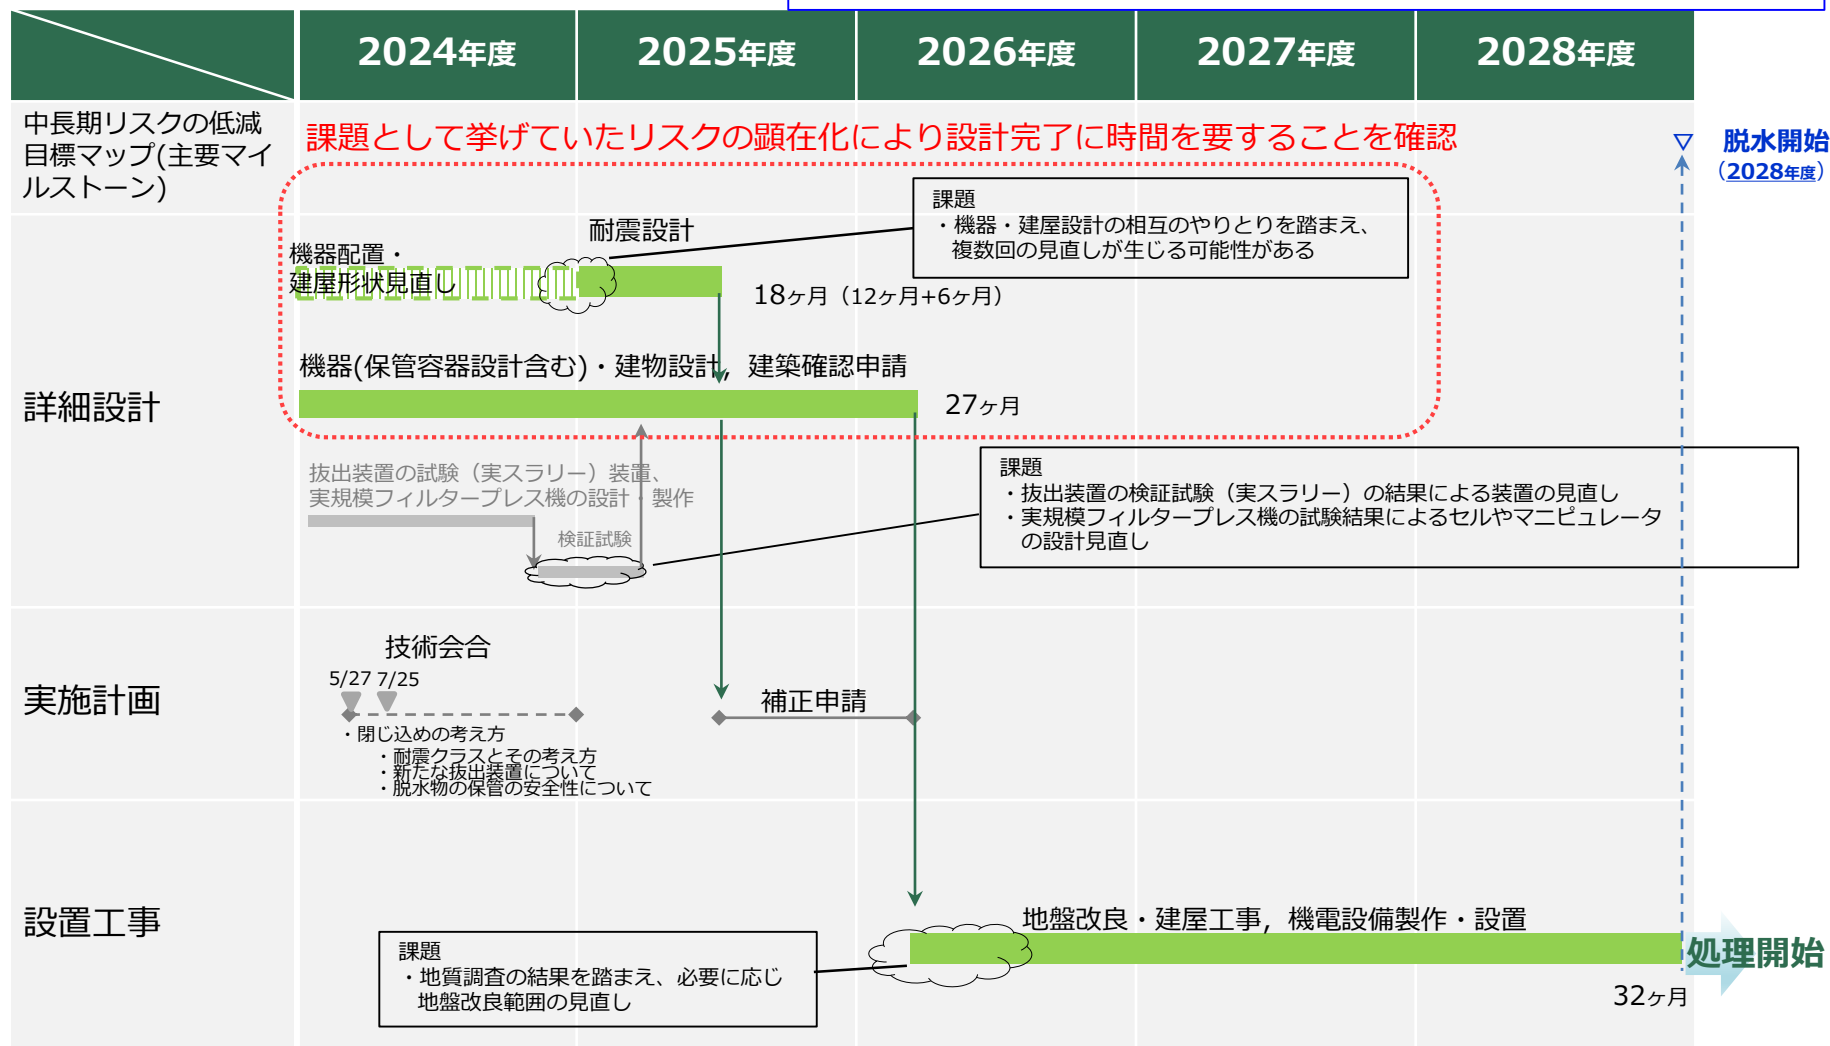 2024年度
2025年度
2026年度
2027年度
2028年度
中長期リスクの低減
目標マップ(主要マイ
ルストーン)
課題として挙げていたリスクの顕在化により設計完了に時間を要することを確認
脱水開始
（2028年度）
詳細設計
機器配置・
建屋形状見直し
耐震設計
課題
・機器・建屋設計の相互のやりとりを踏まえ、
複数回の見直しが生じる可能性がある
18ヶ月（12ヶ月+6ヶ月）
機器(保管容器設計含む)・建物設計, 建築確認申請
27ヶ月
抜出装置の試験（実スラリー）装置、
実規模フィルタープレス機の設計・製作
検証試験
課題
・抜出装置の検証試験（実スラリー）の結果による装置の見直し
・実規模フィルタープレス機の試験結果によるセルやマニピュレータ
の設計見直し
実施計画
技術会合
5/27 7/25
・閉じ込めの考え方
・耐震クラスとその考え方
・新たな抜出装置について
・脱水物の保管の安全性について
補正申請
設置工事
課題
・地質調査の結果を踏まえ、必要に応じ
地盤改良範囲の見直し
地盤改良・建屋工事, 機電設備製作・設置
32ヶ月
処理開始